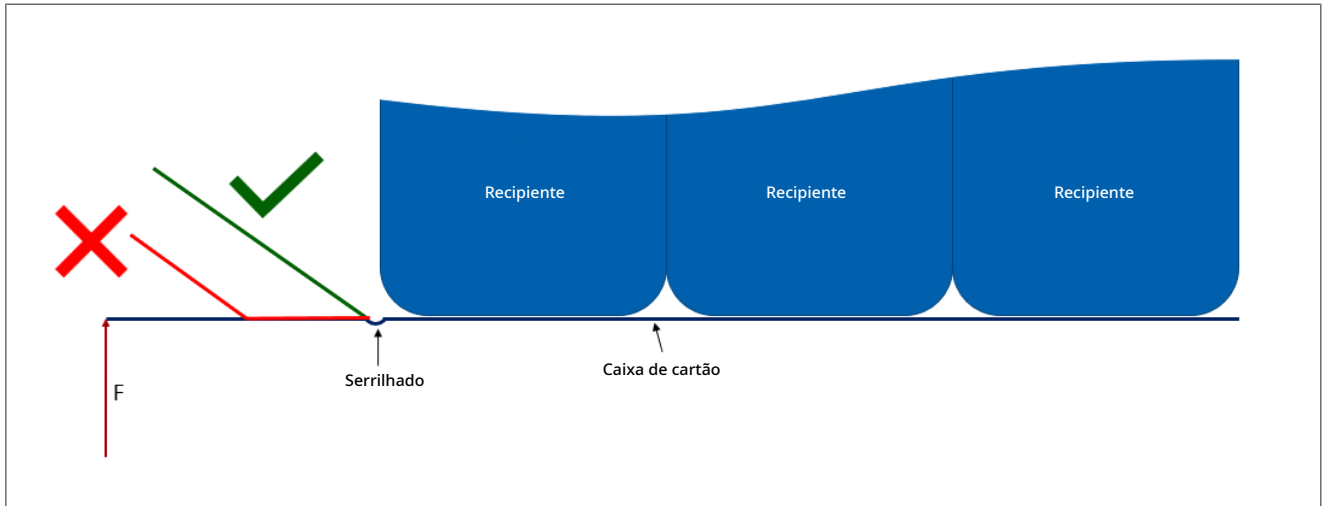 Recipiente
Recipiente
Recipiente
Caixa de cartão
Serrilhado
F